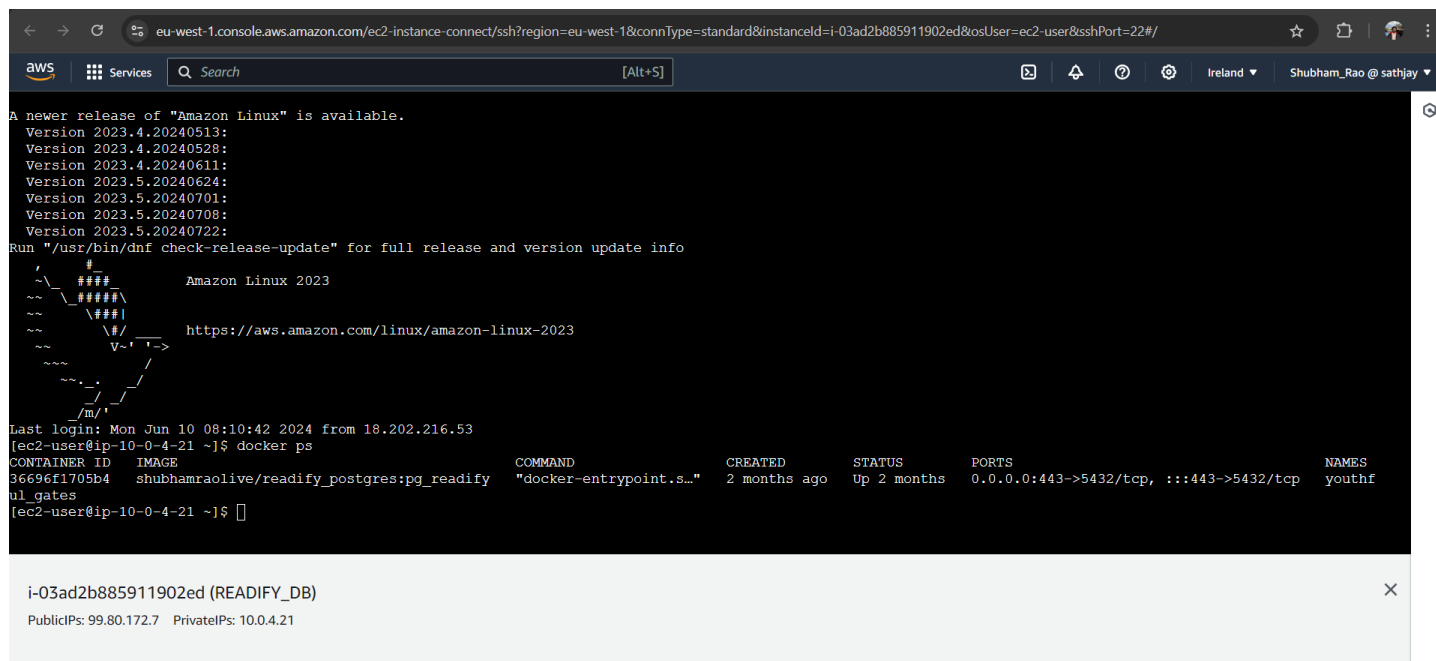 eu-west-1.console.aws.amazon.com/ec2-instance-connect/ssh?region=eu-west-1&connType=standard&instanceId=i-03ad2b885911902ed&osUser=ec2-user&sshPort=22#/
aws Services Search [Alt+S] Ireland ▼ Shubham_Rao @ sathjay ▼
A newer release of "Amazon Linux" is available.
  Version 2023.4.20240513:
  Version 2023.4.20240528:
  Version 2023.4.20240611:
  Version 2023.5.20240624:
  Version 2023.5.20240701:
  Version 2023.5.20240708:
  Version 2023.5.20240722:
Run "/usr/bin/dnf check-release-update" for full release and version update info
   ,     #_
   ~\_  ####_        Amazon Linux 2023
  ~~  \_#####\
  ~~     \###|
  ~~       \#/ ___   https://aws.amazon.com/linux/amazon-linux-2023
   ~~       V~' '->
    ~~~         /
      ~~._.   _/
         _/ _/
       _/m/'
Last login: Mon Jun 10 08:10:42 2024 from 18.202.216.53
[ec2-user@ip-10-0-4-21 ~]$ docker ps
CONTAINER ID   IMAGE                                        COMMAND                  CREATED        STATUS        PORTS                                     NAMES
36696f1705b4   shubhamraolive/readify_postgres:pg_readify   "docker-entrypoint.s…"   2 months ago   Up 2 months   0.0.0.0:443->5432/tcp, :::443->5432/tcp   youthf
ul_gates
[ec2-user@ip-10-0-4-21 ~]$
i-03ad2b885911902ed (READIFY_DB)
PublicIPs: 99.80.172.7 PrivateIPs: 10.0.4.21